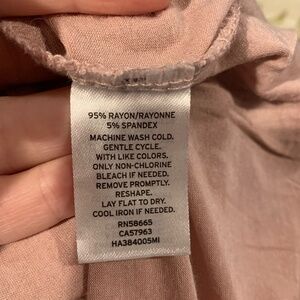 95% RAYON/RAYONNE
5% SPANDEX
MACHINE WASH COLD.
GENTLE CYCLE.
WITH LIKE COLORS,
ONLY NON-CHLORINE
BLEACH IF NEEDED.
REMOVE PROMPTLY.
RESHAPE.
LAY FLAT TO DRY.
COOL IRON IF NEEDED.
RN58665
CA57963
HA384005MI